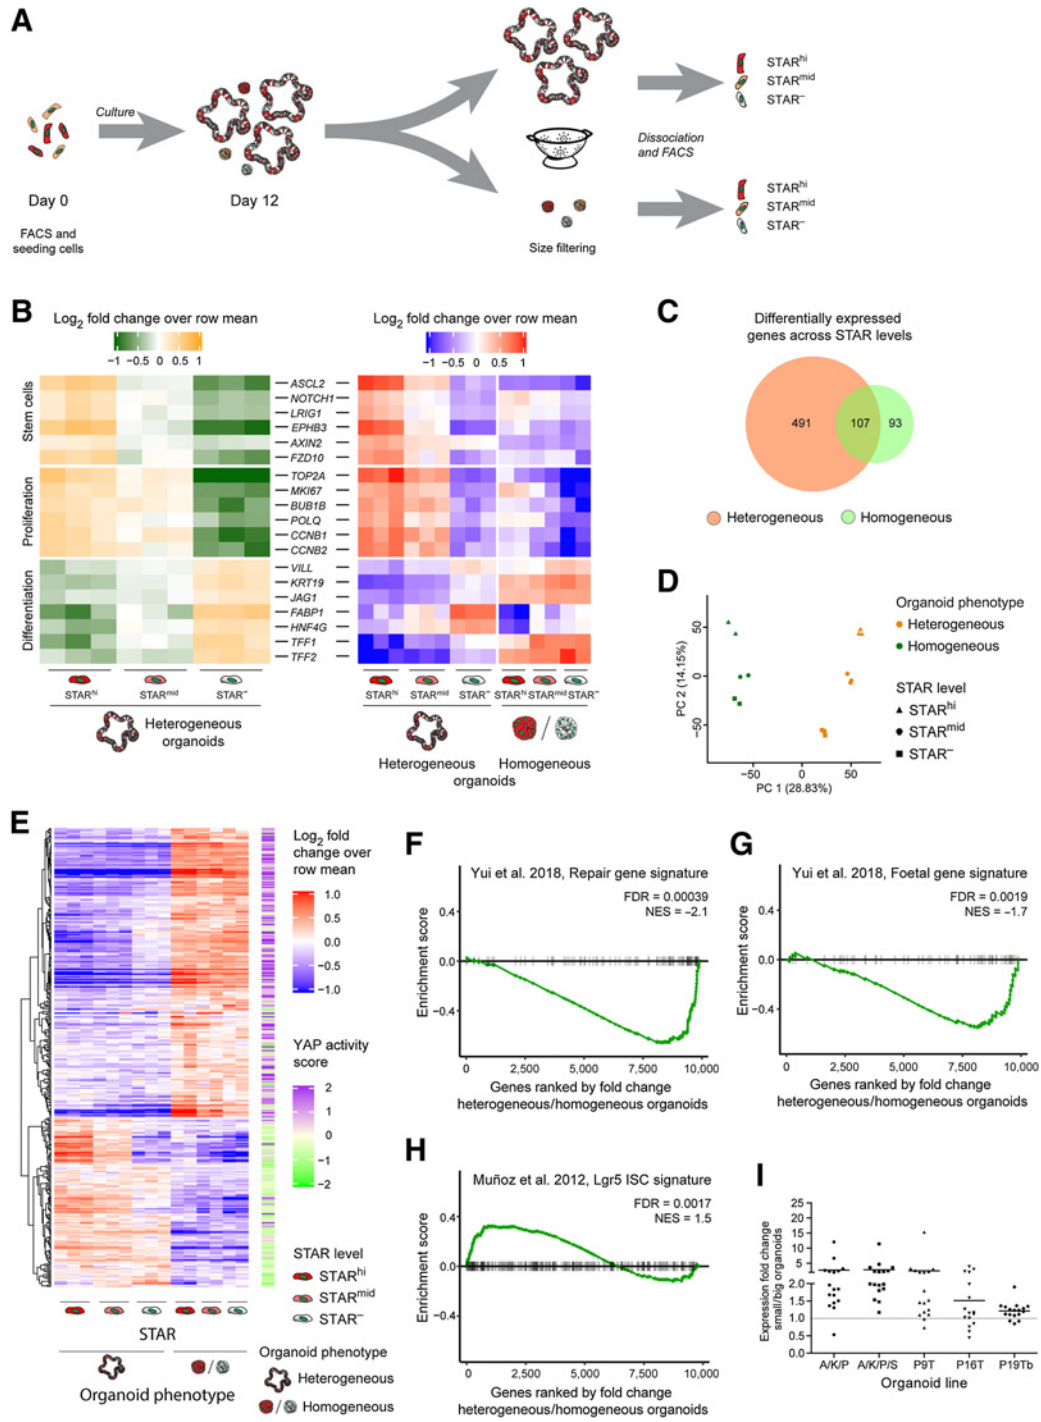 A
Culture
Day 0
FACS and
seeding cells
Day 12
Size filtering
Dissociation
and FACS
STARhi
STARmid
STAR–
STARhi
STARmid
STAR–
B
Log2 fold change over row mean
−1 −0.5 0 0.5 1
Log2 fold change over row mean
−1 −0.5 0 0.5 1
Stem cells
ASCL2
NOTCH1
LRIG1
EPHB3
AXIN2
FZD10
Proliferation
TOP2A
MKI67
BUB1B
POLQ
CCNB1
CCNB2
Differentiation
VILL
KRT19
JAG1
FABP1
HNF4G
TFF1
TFF2
STARhi STARmid STAR–
Heterogeneous
organoids
STARhi STARmid STAR– STARhi STARmid STAR–
Heterogeneous Homogeneous
organoids
C
Differentially expressed
genes across STAR levels
491 107 93
Heterogeneous Homogeneous
D
PC 2 (14.15%)
50
0
−50
−50 0 50
PC 1 (28.83%)
Organoid phenotype
Heterogeneous
Homogeneous
STAR level
STARhi
STARmid
STAR–
E
Log2 fold
change over
row mean
1.0
0.5
0.0
−0.5
−1.0
YAP activity
score
2
1
0
−1
−2
STAR level
STARhi
STARmid
STAR–
STAR
Organoid phenotype
Organoid phenotype
Heterogeneous
Homogeneous
F
Yui et al. 2018, Repair gene signature
FDR = 0.00039
NES = −2.1
Enrichment score
0.4
0.0
−0.4
0 2,500 5,000 7,500 10,000
Genes ranked by fold change
heterogeneous/homogeneous organoids
G
Yui et al. 2018, Foetal gene signature
FDR = 0.0019
NES = −1.7
Enrichment score
0.4
0.0
−0.4
0 2,500 5,000 7,500 10,000
Genes ranked by fold change
heterogeneous/homogeneous organoids
H
Muñoz et al. 2012, Lgr5 ISC signature
FDR = 0.0017
NES = 1.5
Enrichment score
0.4
0.0
−0.4
0 2,500 5,000 7,500 10,000
Genes ranked by fold change
heterogeneous/homogeneous organoids
I
Expression fold change
small/big organoids
25
20
15
10
5
2.0
1.5
1.0
0.5
0.0
A/K/P A/K/P/S P9T P16T P19Tb
Organoid line